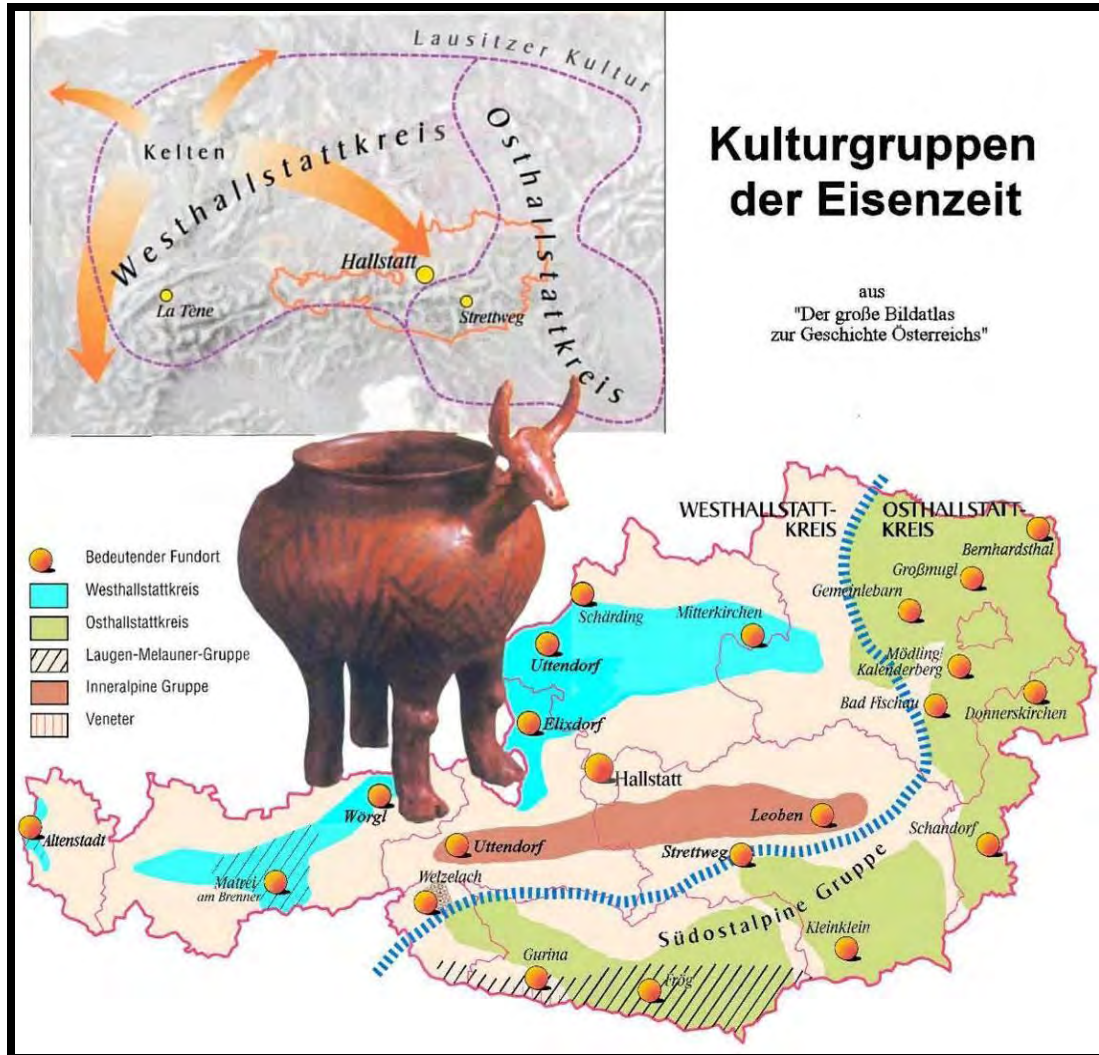 Lausitzer Kultur
Kelten
Westhallstattkreis
Osthallstattkreis
Hallstatt
La Tène
Strettweg
Kulturgruppen
der Eisenzeit
aus
"Der große Bildatlas
zur Geschichte Österreichs"
Bedeutender Fundort
Westhallstattkreis
Osthallstattkreis
Laugen-Melauner-Gruppe
Inneralpine Gruppe
Veneter
WESTHALLSTATT-
KREIS
OSTHALLSTATT-
KREIS
Bernhardsthal
Großmugl
Gemeinlebarn
Schärding
Mitterkirchen
Uttendorf
Mödling
Kalenderberg
Bad Fischau
Donnerskirchen
Elixdorf
Hallstatt
Wörgl
Leoben
Altenstadt
Uttendorf
Strettweg
Schandorf
Matrei
am Brenner
Welzelach
Südostalpine Gruppe
Kleinklein
Gurina
Frög